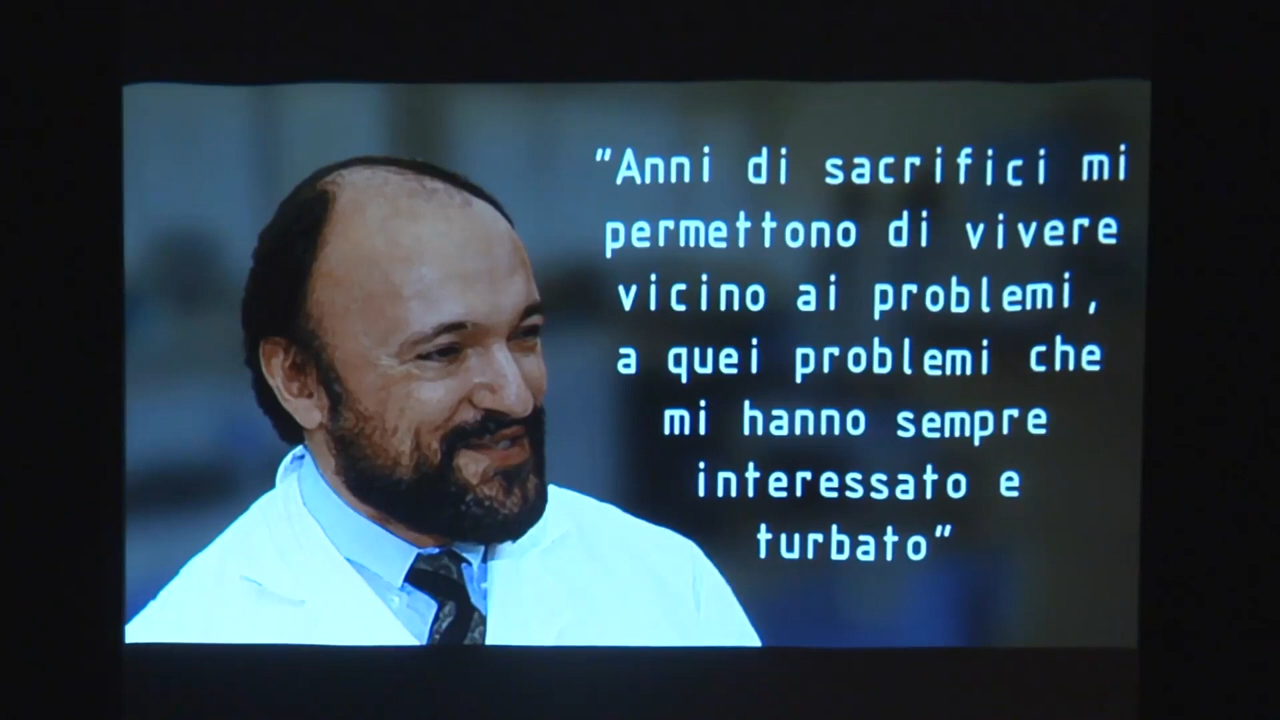 "Anni di sacrifici mi
permettono di vivere
vicino ai problemi,
a quei problemi che
mi hanno sempre
interessato e
turbato"